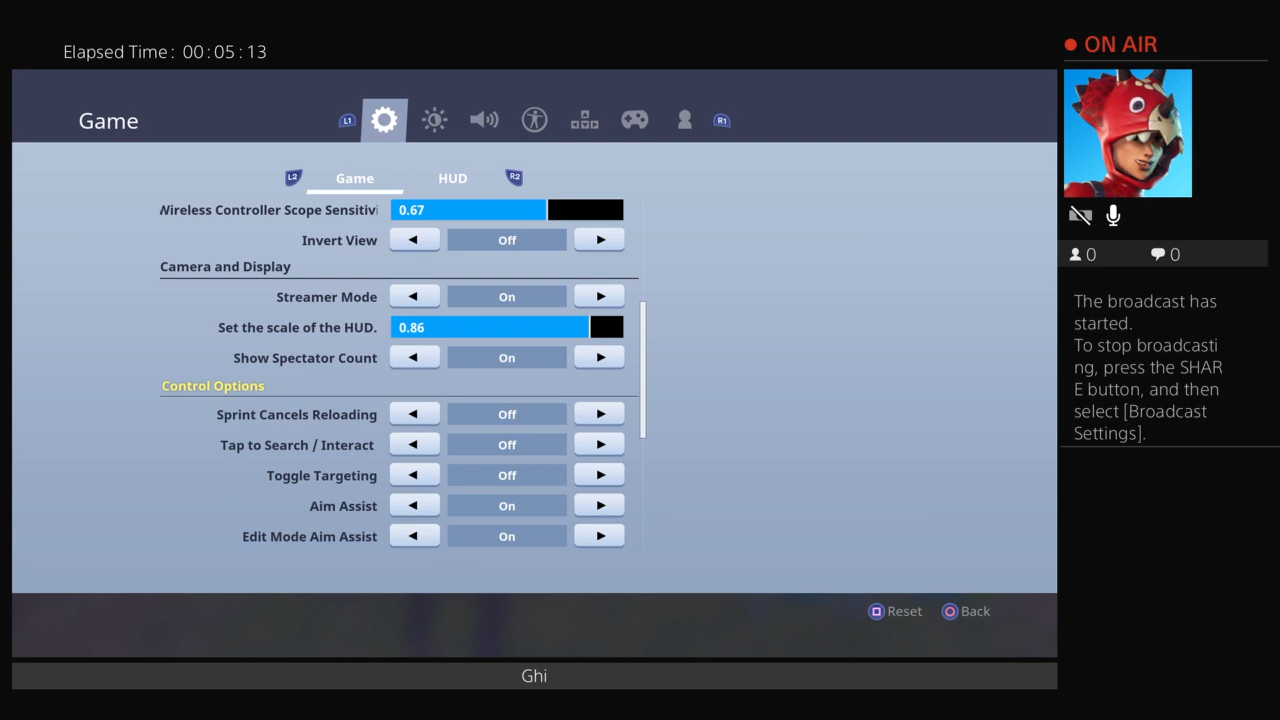 Elapsed Time: 00:05:13
ON AIR
Game
L1
R1
L2
Game
HUD
R2
Wireless Controller Scope Sensitivi
0.67
Invert View
Off
Camera and Display
Streamer Mode
On
Set the scale of the HUD.
0.86
Show Spectator Count
On
Control Options
Sprint Cancels Reloading
Off
Tap to Search / Interact
Off
Toggle Targeting
Off
Aim Assist
On
Edit Mode Aim Assist
On
Reset
Back
Ghi
0
0
The broadcast has
started.
To stop broadcasti
ng, press the SHAR
E button, and then
select [Broadcast
Settings].